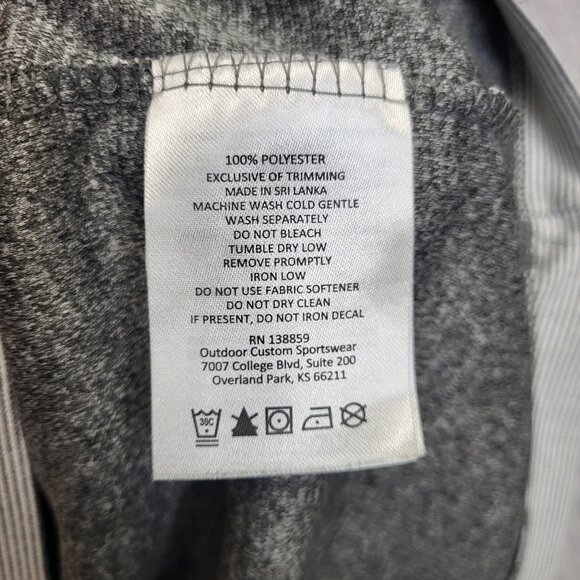 100% POLYESTER
EXCLUSIVE OF TRIMMING
MADE IN SRI LANKA
MACHINE WASH COLD GENTLE
WASH SEPARATELY
DO NOT BLEACH
TUMBLE DRY LOW
REMOVE PROMPTLY
IRON LOW
DO NOT USE FABRIC SOFTENER
DO NOT DRY CLEAN
IF PRESENT, DO NOT IRON DECAL
RN 138859
Outdoor Custom Sportswear
7007 College Blvd, Suite 200
Overland Park, KS 66211
30C